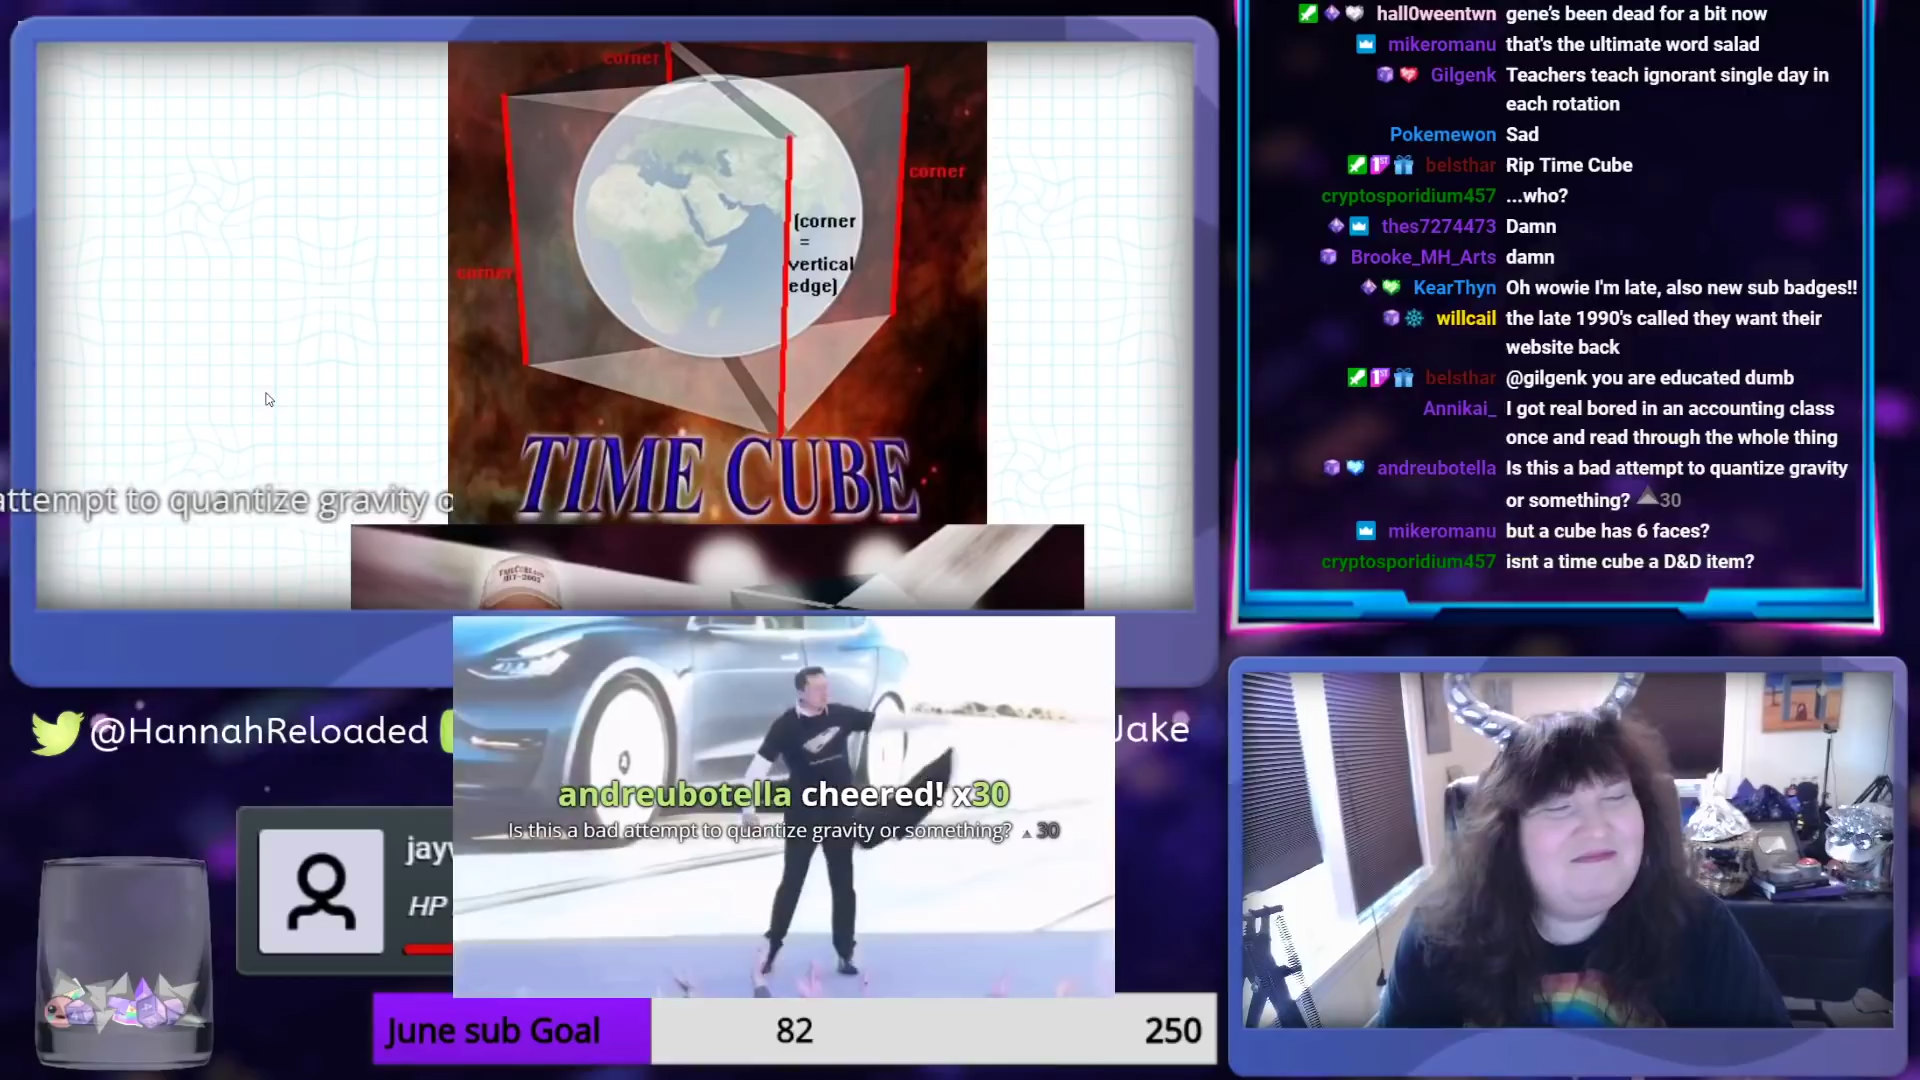 corner
corner
corner
(corner
=
vertical
edge)
TIME CUBE
attempt to quantize gravity o
@HannahReloaded
Jake
andreubotella cheered! x30
Is this a bad attempt to quantize gravity or something? 30
HP
June sub Goal 82 250
hall0weentwn gene’s been dead for a bit now
mikeromanu that's the ultimate word salad
Gilgenk Teachers teach ignorant single day in
each rotation
Pokemewon Sad
belsthar Rip Time Cube
cryptosporidium457 ...who?
thes7274473 Damn
Brooke_MH_Arts damn
KearThyn Oh wowie I'm late, also new sub badges!!
willcail the late 1990's called they want their
website back
belsthar @gilgenk you are educated dumb
Annikai_ I got real bored in an accounting class
once and read through the whole thing
andreubotella Is this a bad attempt to quantize gravity
or something? 30
mikeromanu but a cube has 6 faces?
cryptosporidium457 isnt a time cube a D&D item?